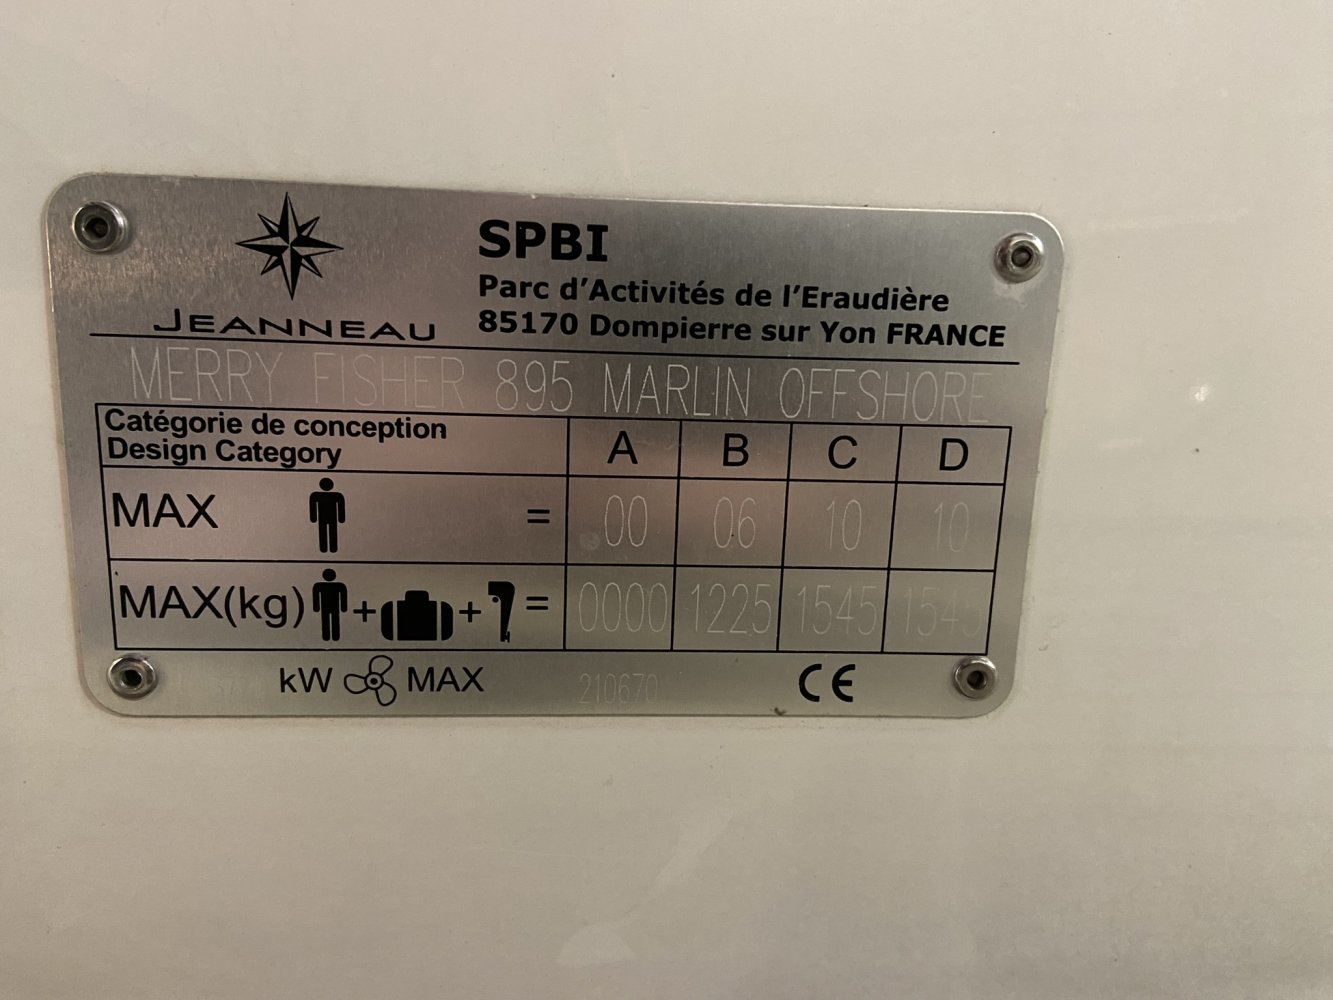 JEANNEAU
SPBI
Parc d'Activités de l'Eraudière
85170 Dompierre sur Yon FRANCE
MERRY FISHER 895 MARLIN OFFSHORE
Catégorie de conception
Design Category
A B C D
MAX = 00 06 10 10
MAX(kg) + + = 0000 1225 1545 1545
kW MAX 210670 CE